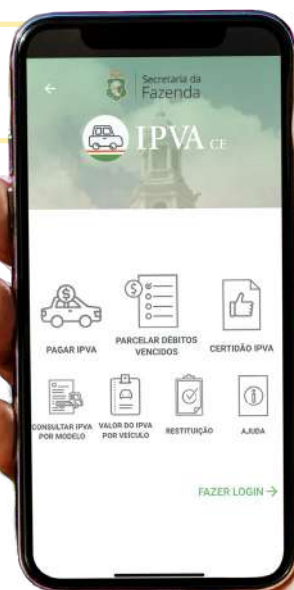 Secretaria da
Fazenda
IPVA CE
PAGAR IPVA
PARCELAR DÉBITOS
VENCIDOS
CERTIDÃO IPVA
CONSULTAR IPVA
POR MODELO
VALOR DO IPVA
POR VEÍCULO
RESTITUIÇÃO
AJUDA
FAZER LOGIN →